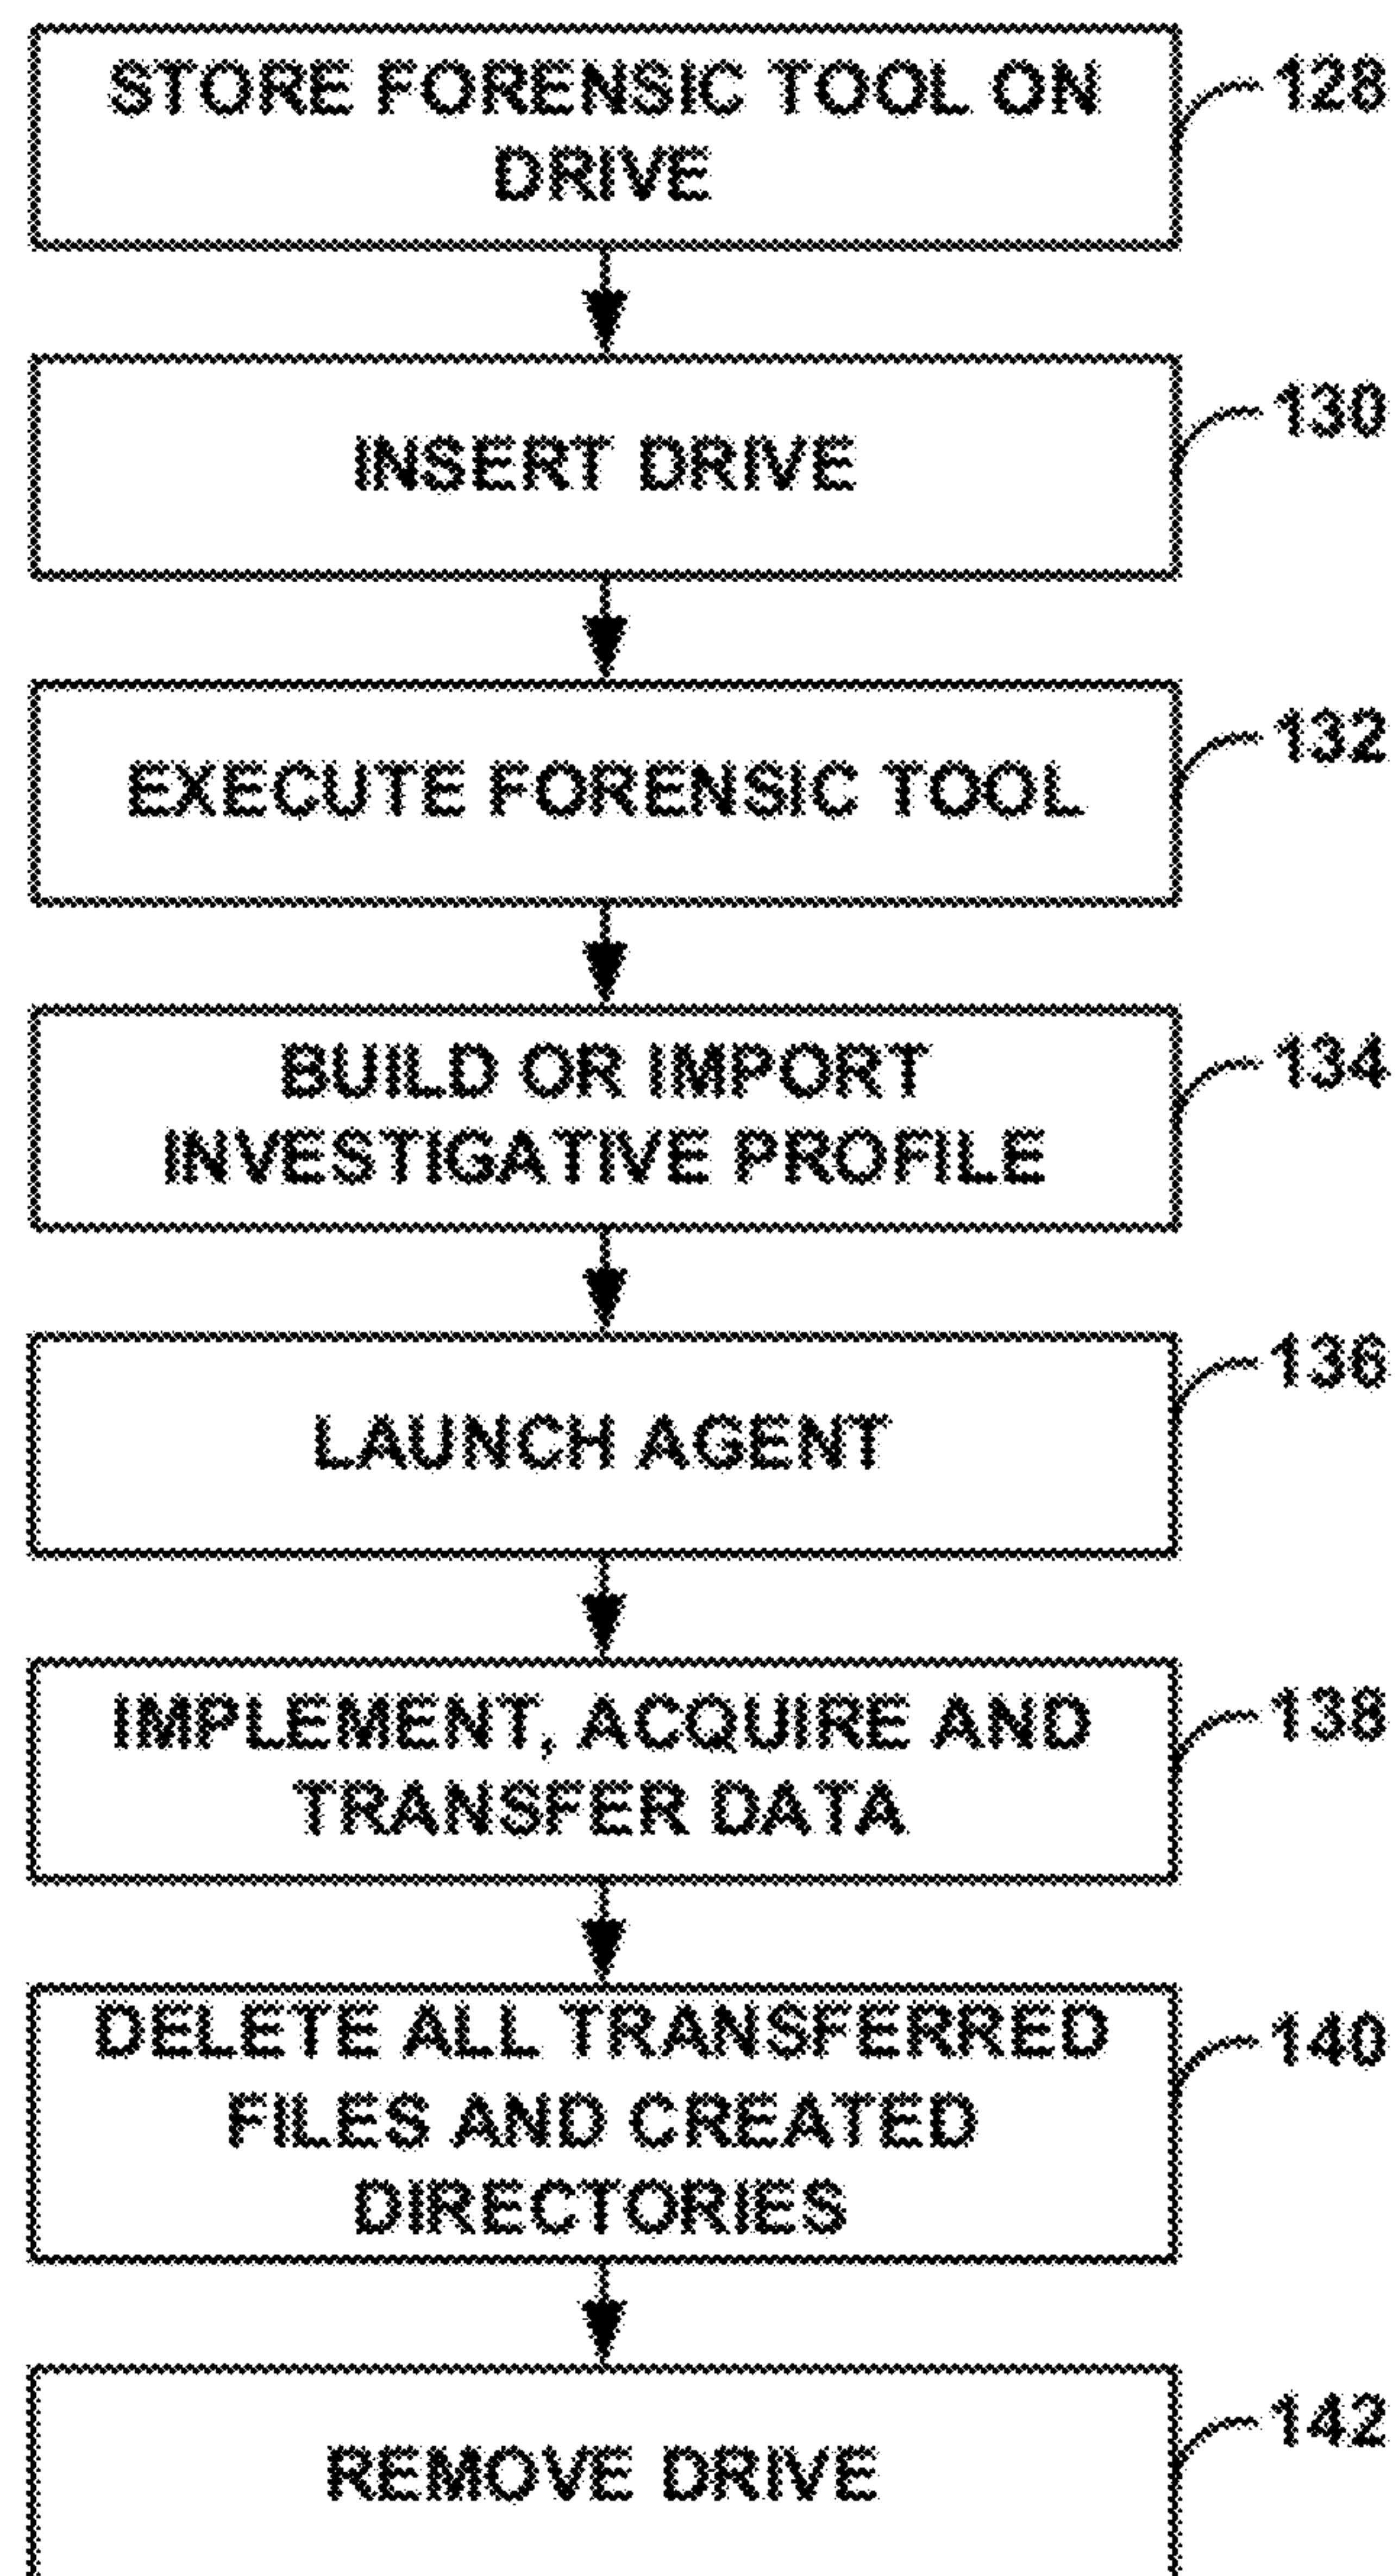 STORE FORENSIC TOOL ON
DRIVE
128
INSERT DRIVE
130
EXECUTE FORENSIC TOOL
132
BUILD OR IMPORT
INVESTIGATIVE PROFILE
134
LAUNCH AGENT
136
IMPLEMENT, ACQUIRE AND
TRANSFER DATA
138
DELETE ALL TRANSFERRED
FILES AND CREATED
DIRECTORIES
140
REMOVE DRIVE
142